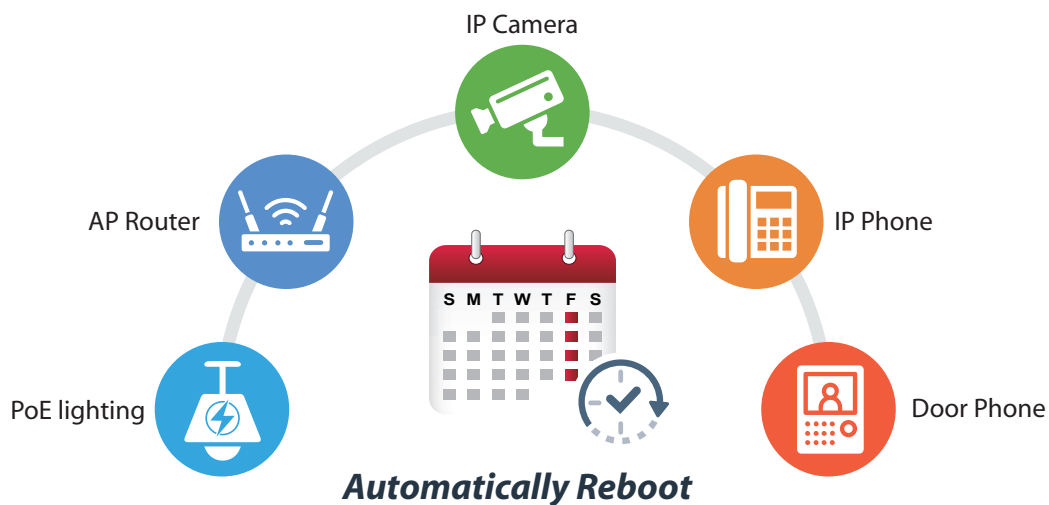 IP Camera
AP Router
IP Phone
S M T W T F S
PoE lighting
Door Phone
Automatically Reboot